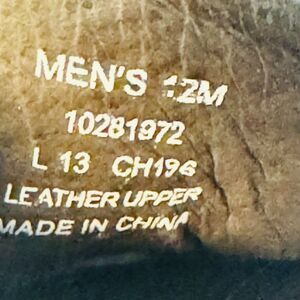 MEN'S 12M
10281972
L 13 CH196
LEATHER UPPER
MADE IN CHINA